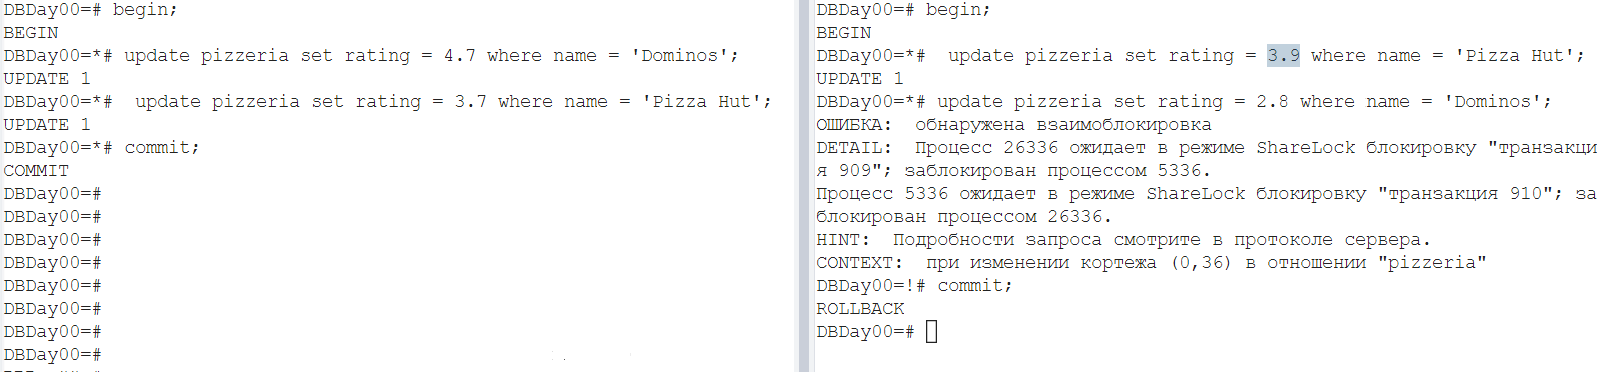 DBDay00=# begin;
BEGIN
DBDay00=*# update pizzeria set rating = 4.7 where name = 'Dominos';
UPDATE 1
DBDay00=*#  update pizzeria set rating = 3.7 where name = 'Pizza Hut';
UPDATE 1
DBDay00=*# commit;
COMMIT
DBDay00=#
DBDay00=#
DBDay00=#
DBDay00=#
DBDay00=#
DBDay00=#
DBDay00=#
DBDay00=#
DBDay00=# begin;
BEGIN
DBDay00=*#  update pizzeria set rating = 3.9 where name = 'Pizza Hut';
UPDATE 1
DBDay00=*# update pizzeria set rating = 2.8 where name = 'Dominos';
ОШИБКА:  обнаружена взаимоблокировка
DETAIL:  Процесс 26336 ожидает в режиме ShareLock блокировку "транзакци
я 909"; заблокирован процессом 5336.
Процесс 5336 ожидает в режиме ShareLock блокировку "транзакция 910"; за
блокирован процессом 26336.
HINT:  Подробности запроса смотрите в протоколе сервера.
CONTEXT:  при изменении кортежа (0,36) в отношении "pizzeria"
DBDay00=!# commit;
ROLLBACK
DBDay00=#